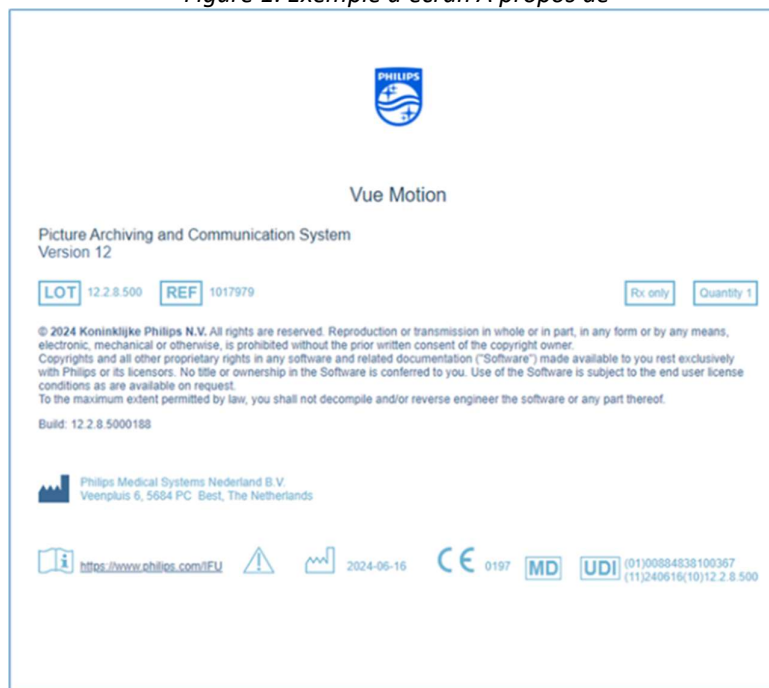 Figure 1: Exemple d'écran À propos de
PHILIPS
Vue Motion
Picture Archiving and Communication System
Version 12
LOT 12.2.8.500 REF 1017979 Rx only Quantity 1
© 2024 Koninklijke Philips N.V. All rights are reserved. Reproduction or transmission in whole or in part, in any form or by any means,
electronic, mechanical or otherwise, is prohibited without the prior written consent of the copyright owner.
Copyrights and all other proprietary rights in any software and related documentation ("Software") made available to you rest exclusively
with Philips or its licensors. No title or ownership in the Software is conferred to you. Use of the Software is subject to the end user license
conditions as are available on request.
To the maximum extent permitted by law, you shall not decompile and/or reverse engineer the software or any part thereof.
Build: 12.2.8.5000188
Philips Medical Systems Nederland B.V.
Veenpluis 6, 5684 PC Best, The Netherlands
https://www.philips.com/IFU 2024-06-16 CE 0197 MD UDI (01)00884838100367
(11)240616(10)12.2.8.500